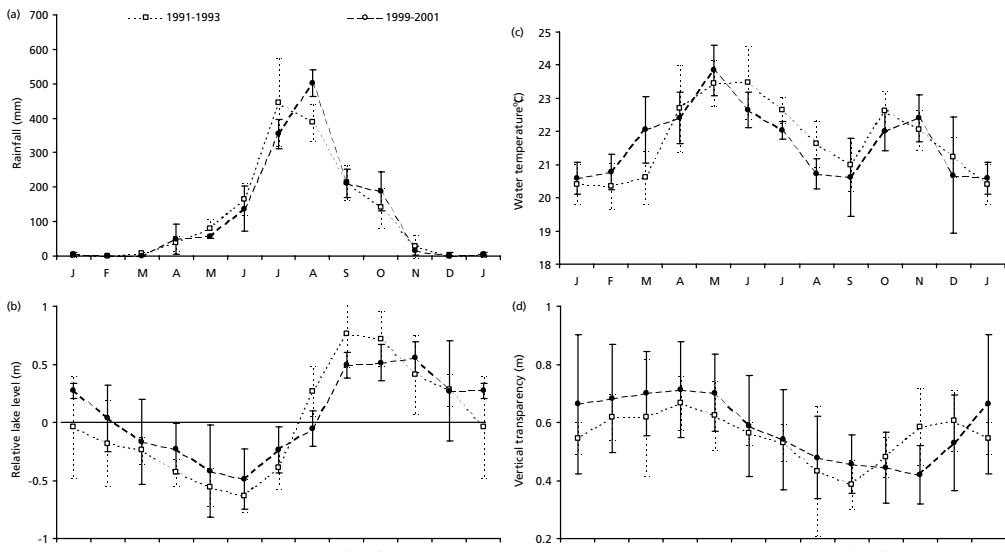 (a)
1991-1993
1999-2001
Rainfall (mm)
700
600
500
400
300
200
100
0
J F M A M J J A S O N D J
(c)
Water temperature°C)
25
24
23
22
21
20
19
18
J F M A M J J A S O N D J
(b)
Relative lake level (m)
1
0.5
0
-0.5
-1
(d)
Vertical transparency (m)
1
0.8
0.6
0.4
0.2